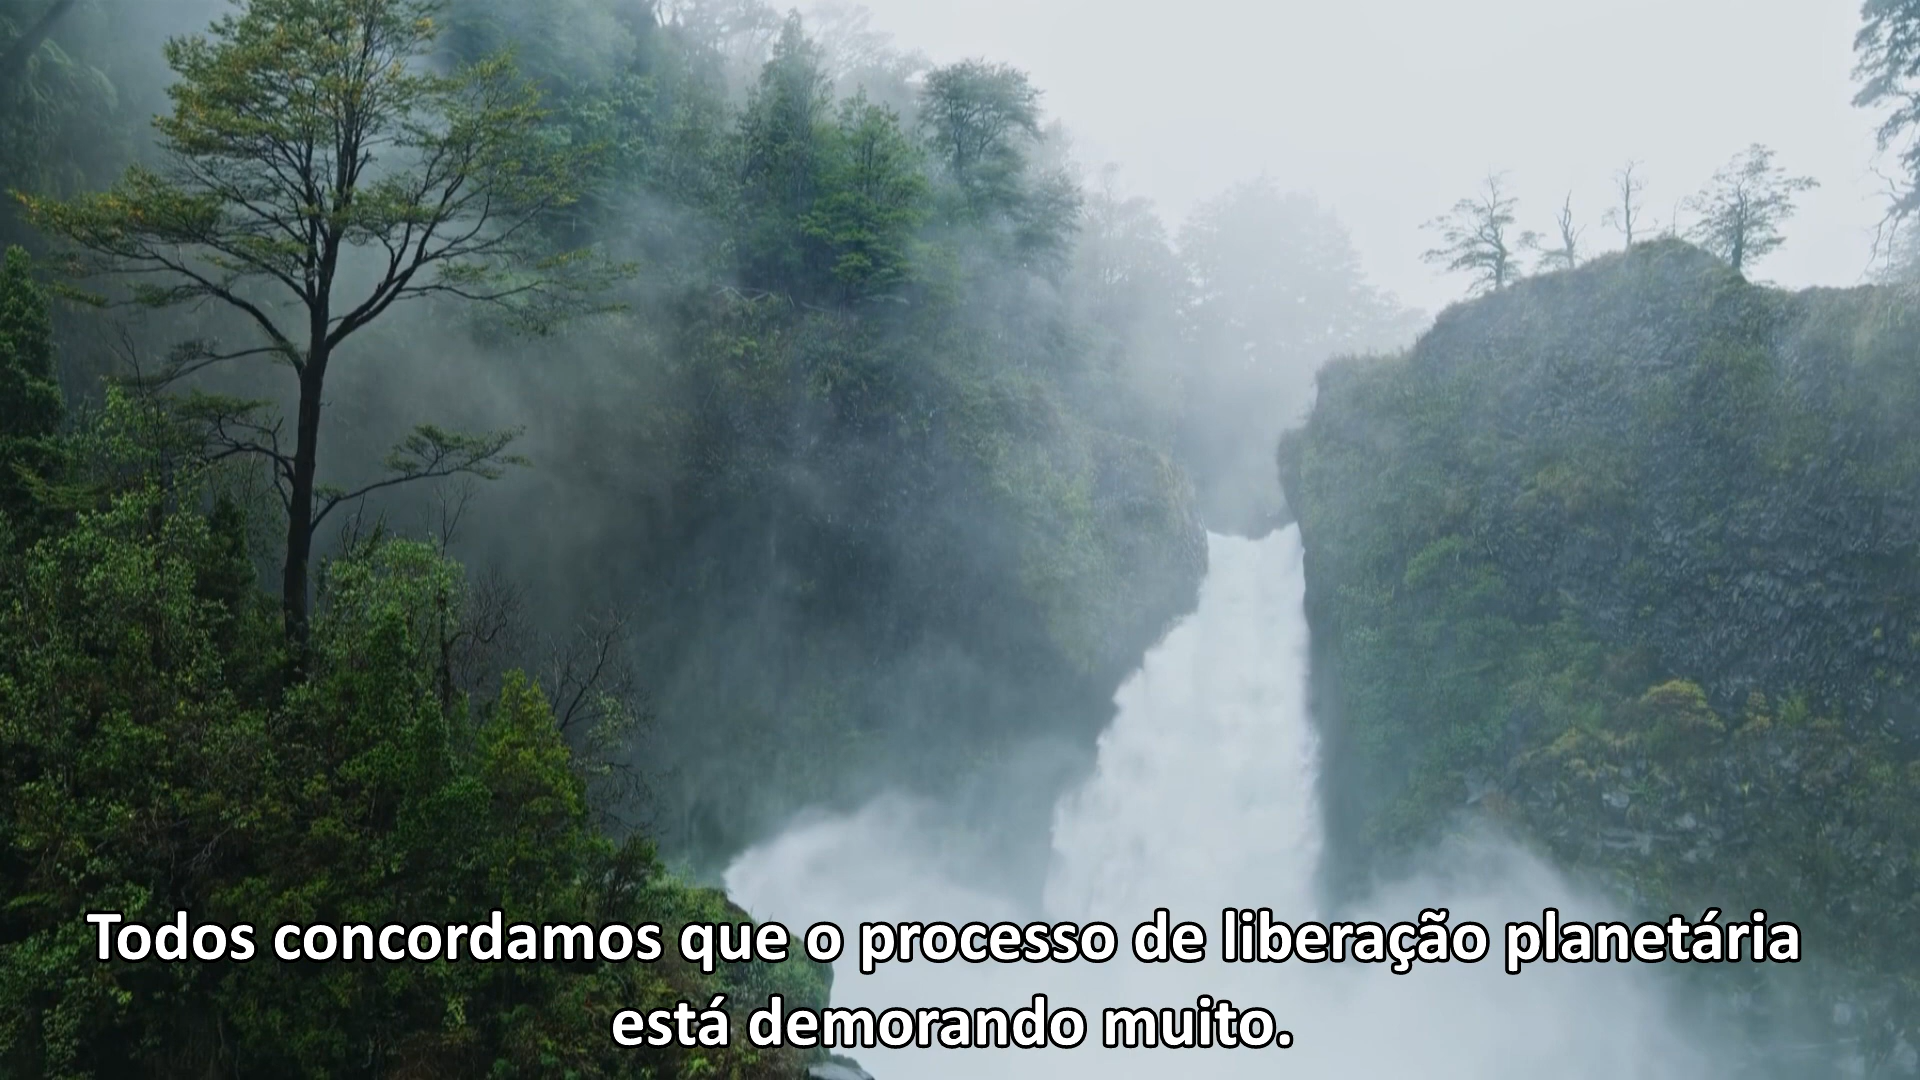 Todos concordamos que o processo de liberação planetária
está demorando muito.